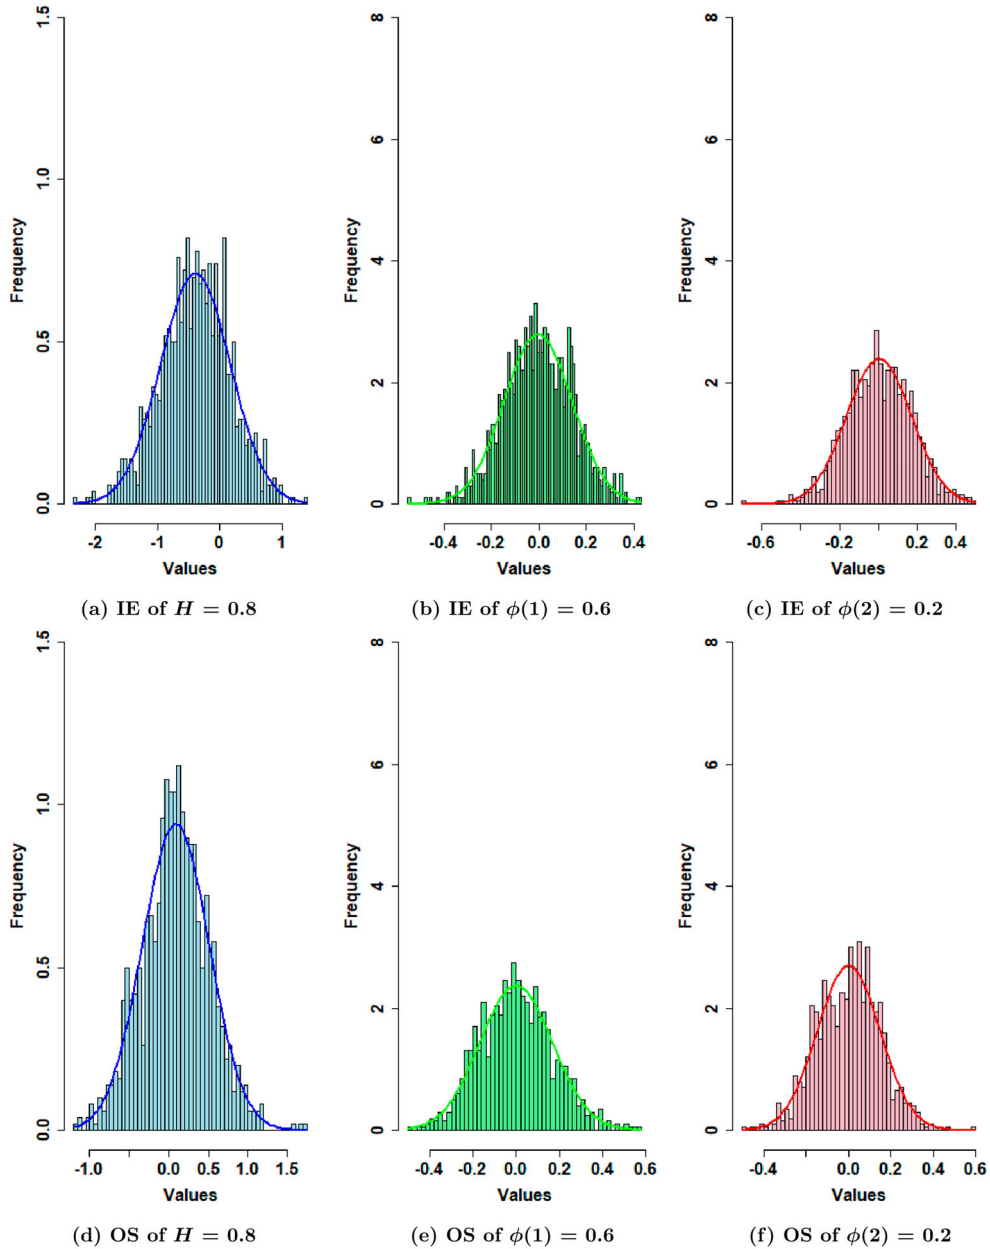 1.5
1.0
0.5
0.0
Frequency
-2 -1 0 1
Values
(a) IE of H = 0.8
8
6
4
2
0
Frequency
-0.4 -0.2 0.0 0.2 0.4
Values
(b) IE of ϕ(1) = 0.6
8
6
4
2
0
Frequency
-0.6 -0.2 0.2 0.4
Values
(c) IE of ϕ(2) = 0.2
1.5
1.0
0.5
0.0
Frequency
-1.0 0.0 0.5 1.0 1.5
Values
(d) OS of H = 0.8
8
6
4
2
0
Frequency
-0.4 -0.2 0.0 0.2 0.4 0.6
Values
(e) OS of ϕ(1) = 0.6
8
6
4
2
0
Frequency
-0.4 0.0 0.2 0.4 0.6
Values
(f) OS of ϕ(2) = 0.2